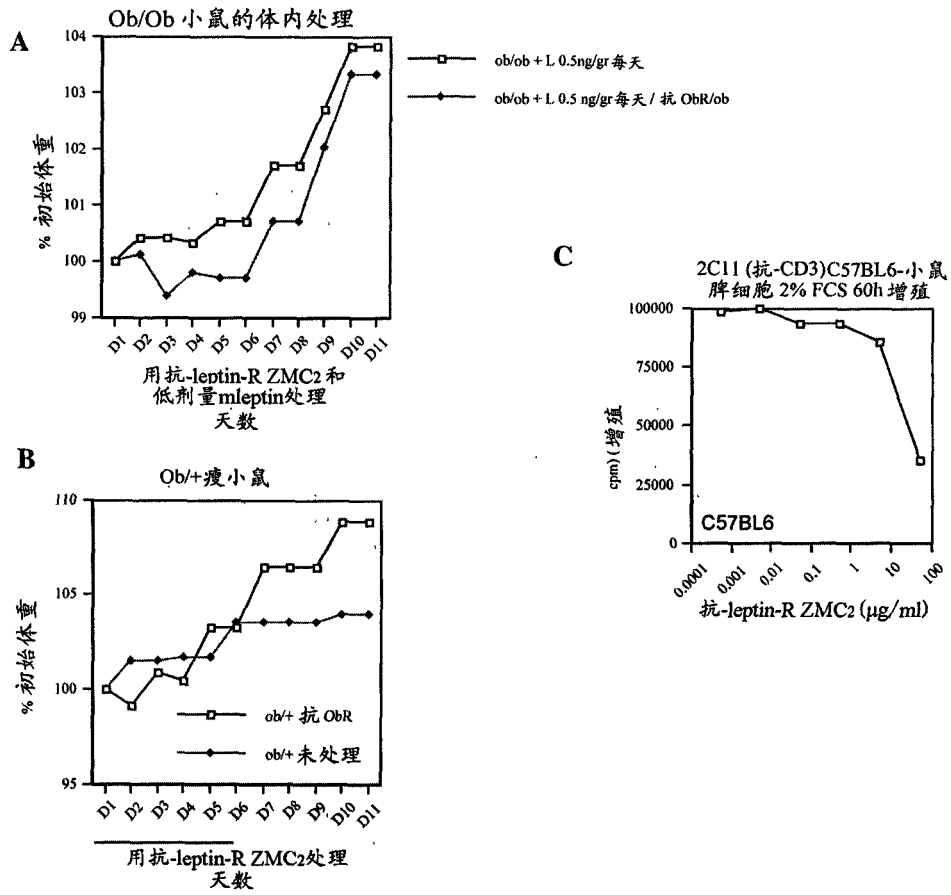 A
Ob/Ob 小鼠的体内处理
104
103
102
101
100
99
% 初始体重
D1 D2 D3 D4 D5 D6 D7 D8 D9 D10 D11
用抗-leptin-R ZMC2 和
低剂量mleptin处理
天数
ob/ob + L 0.5ng/gr 每天
ob/ob + L 0.5 ng/gr 每天 / 抗 ObR/ob
B
Ob/+瘦小鼠
110
105
100
95
% 初始体重
ob/+ 抗 ObR
ob/+ 未处理
D1 D2 D3 D4 D5 D6 D7 D8 D9 D10 D11
用抗-leptin-R ZMC2处理
天数
C
2C11 (抗-CD3)C57BL6-小鼠
脾细胞 2% FCS 60h 增殖
100000
75000
50000
25000
0
cpm) (增殖
C57BL6
0.0001 0.001 0.01 0.1 1 10 100
抗-leptin-R ZMC2 (µg/ml)